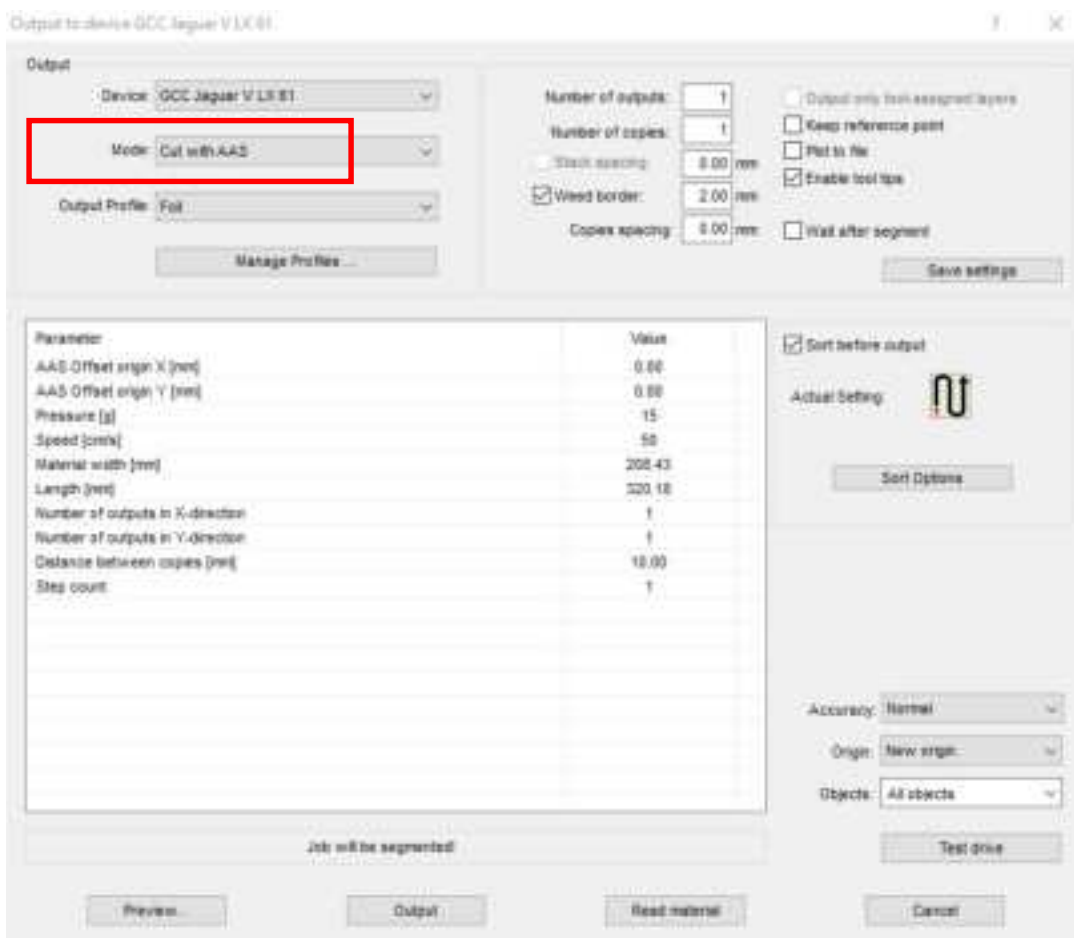 Output to device GCC Jaguar V LX 61
Output
Device: GCC Jaguar V LX 61
Mode: Cut with AAS
Output Profile: Foil
Manage Profiles ...
Number of outputs: 1
Number of copies: 1
Stack spacing: 0.00 mm
Weed border: 2.00 mm
Copies spacing: 0.00 mm
Output only tool-assigned layers
Keep reference point
Plot to file
Enable tool tips
Wait after segment
Save settings
Parameter Value
AAS Offset origin X [mm] 0.00
AAS Offset origin Y [mm] 0.00
Pressure [g] 15
Speed [cm/s] 50
Material width [mm] 208.43
Length [mm] 320.18
Number of outputs in X-direction 1
Number of outputs in Y-direction 1
Distance between copies [mm] 10.00
Step count 1
Sort before output
Actual Setting:
Sort Options
Accuracy: Normal
Origin: New origin
Objects: All objects
Job will be segmented!
Test drive
Preview...
Output
Read material
Cancel